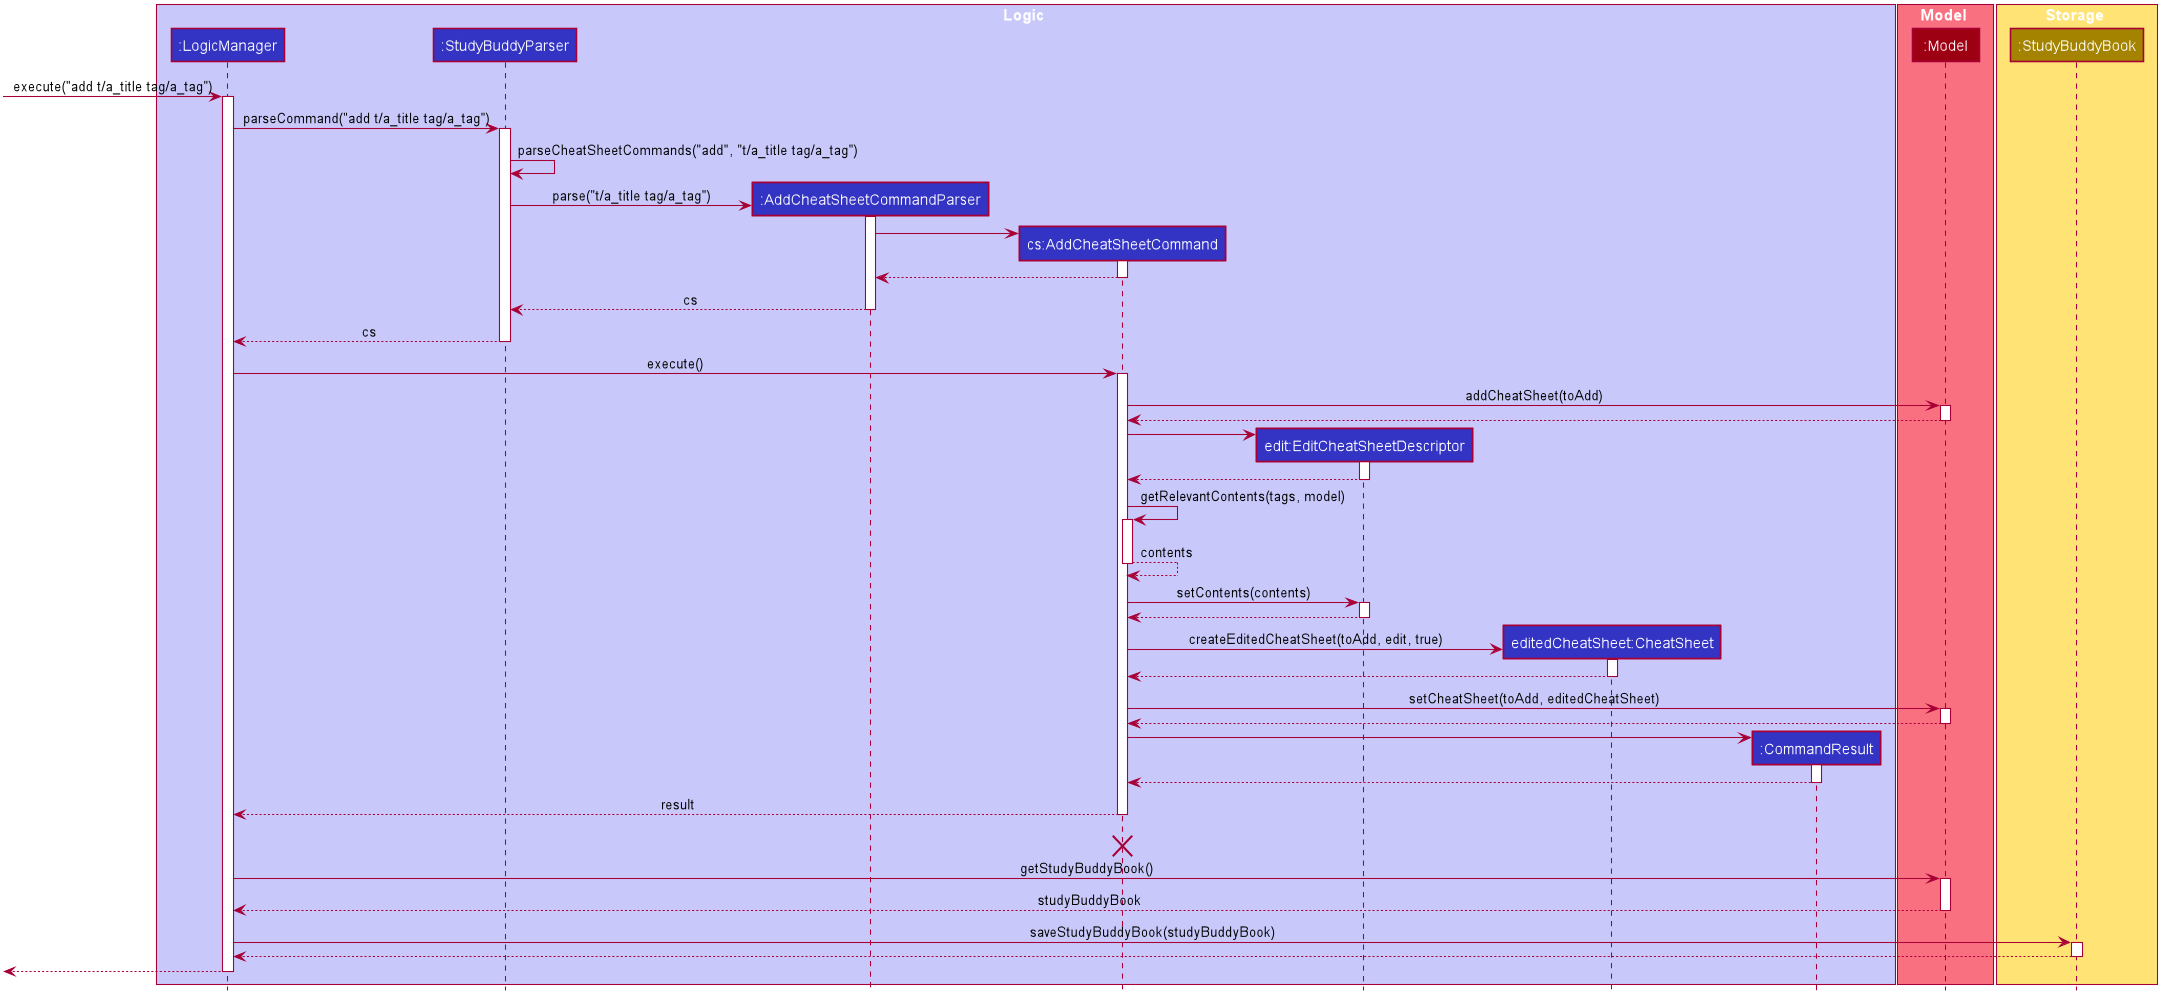 Logic
Model
Storage
:LogicManager
:StudyBuddyParser
:Model
:StudyBuddyBook
execute("add t/a_title tag/a_tag")
parseCommand("add t/a_title tag/a_tag")
parseCheatSheetCommands("add", "t/a_title tag/a_tag")
parse("t/a_title tag/a_tag")
:AddCheatSheetCommandParser
cs:AddCheatSheetCommand
cs
cs
execute()
addCheatSheet(toAdd)
edit:EditCheatSheetDescriptor
getRelevantContents(tags, model)
contents
setContents(contents)
createEditedCheatSheet(toAdd, edit, true)
editedCheatSheet:CheatSheet
setCheatSheet(toAdd, editedCheatSheet)
:CommandResult
result
getStudyBuddyBook()
studyBuddyBook
saveStudyBuddyBook(studyBuddyBook)